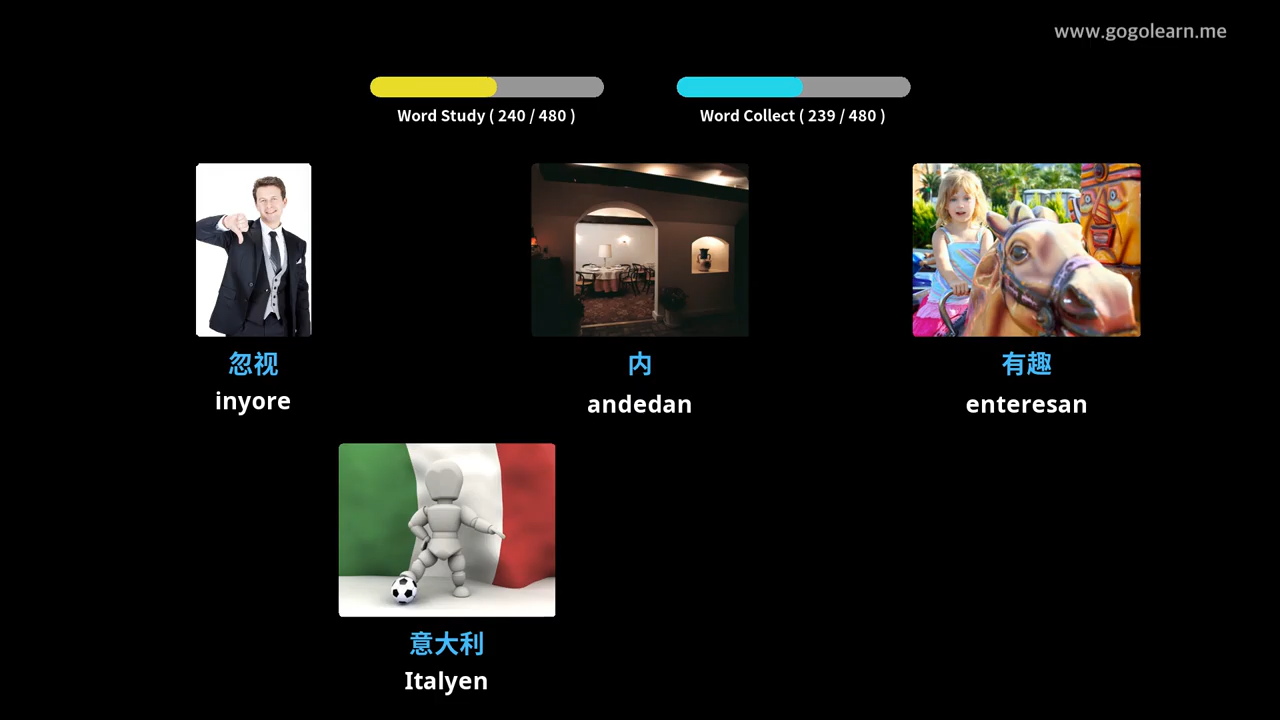 www.gogolearn.me
Word Study ( 240 / 480 )
Word Collect ( 239 / 480 )
忽视
inyore
内
andedan
有趣
enteresan
意大利
Italyen